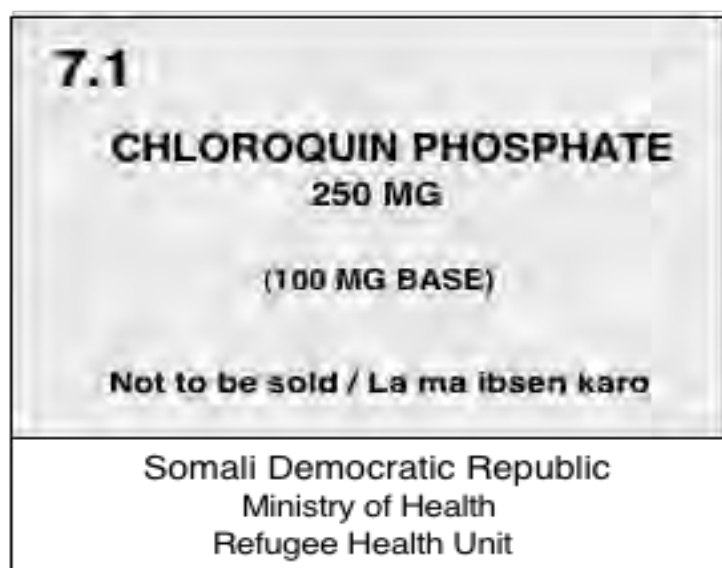 7.1
CHLOROQUIN PHOSPHATE
250 MG
(100 MG BASE)
Not to be sold / La ma ibsen karo
Somali Democratic Republic
Ministry of Health
Refugee Health Unit